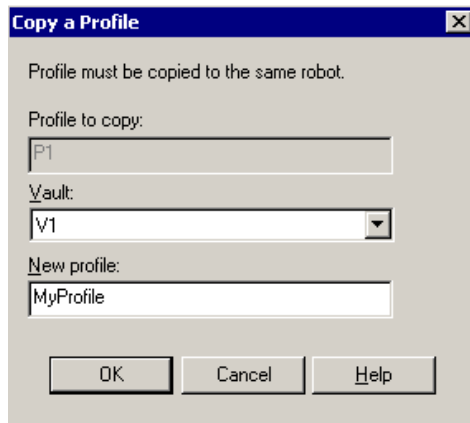 Copy a Profile
Profile must be copied to the same robot.
Profile to copy:
P1
Vault:
V1
New profile:
MyProfile
OK Cancel Help